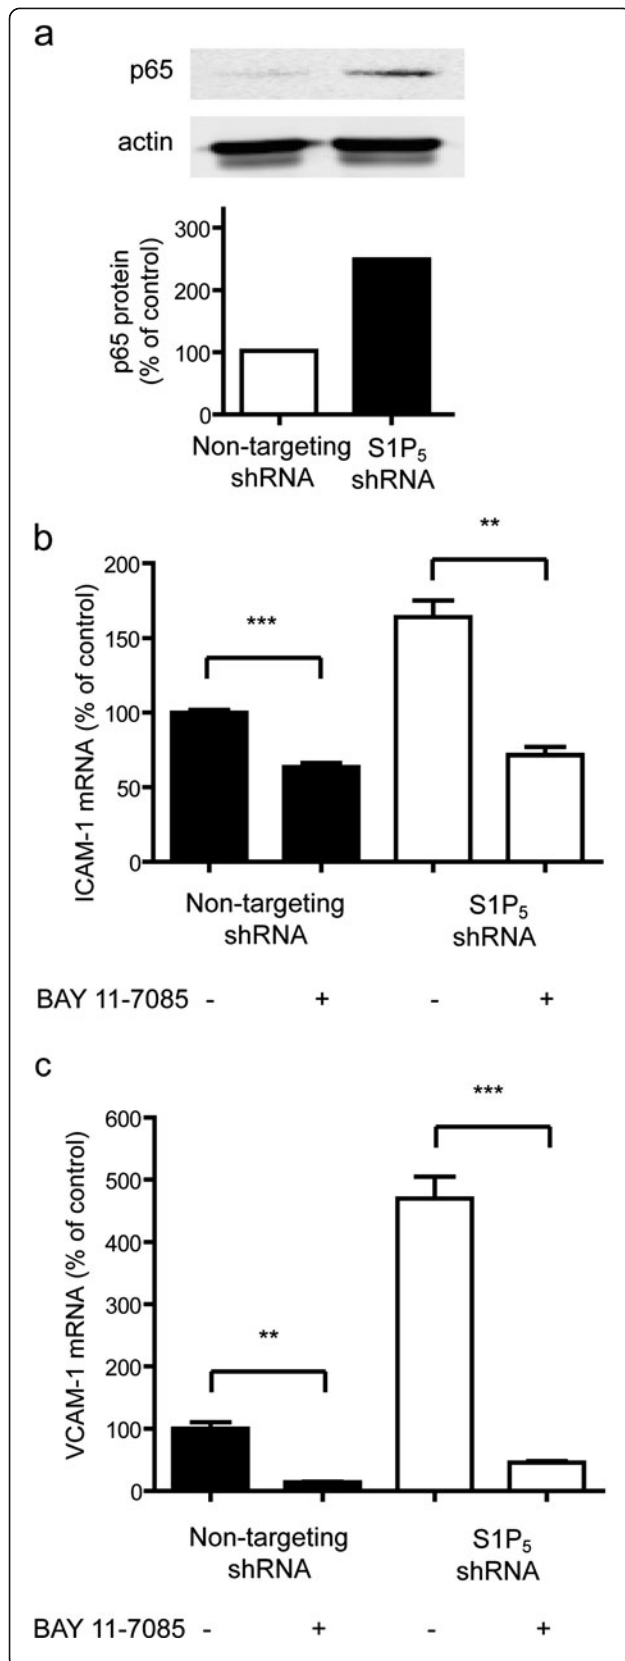 a
p65
actin
p65 protein
(% of control)
300
200
100
0
Non-targeting
shRNA
S1P5
shRNA
b
ICAM-1 mRNA (% of control)
200
150
100
50
0
***
**
Non-targeting
shRNA
S1P5
shRNA
BAY 11-7085 - + - +
c
VCAM-1 mRNA (% of control)
600
500
400
300
200
100
0
**
***
Non-targeting
shRNA
S1P5
shRNA
BAY 11-7085 - + - +